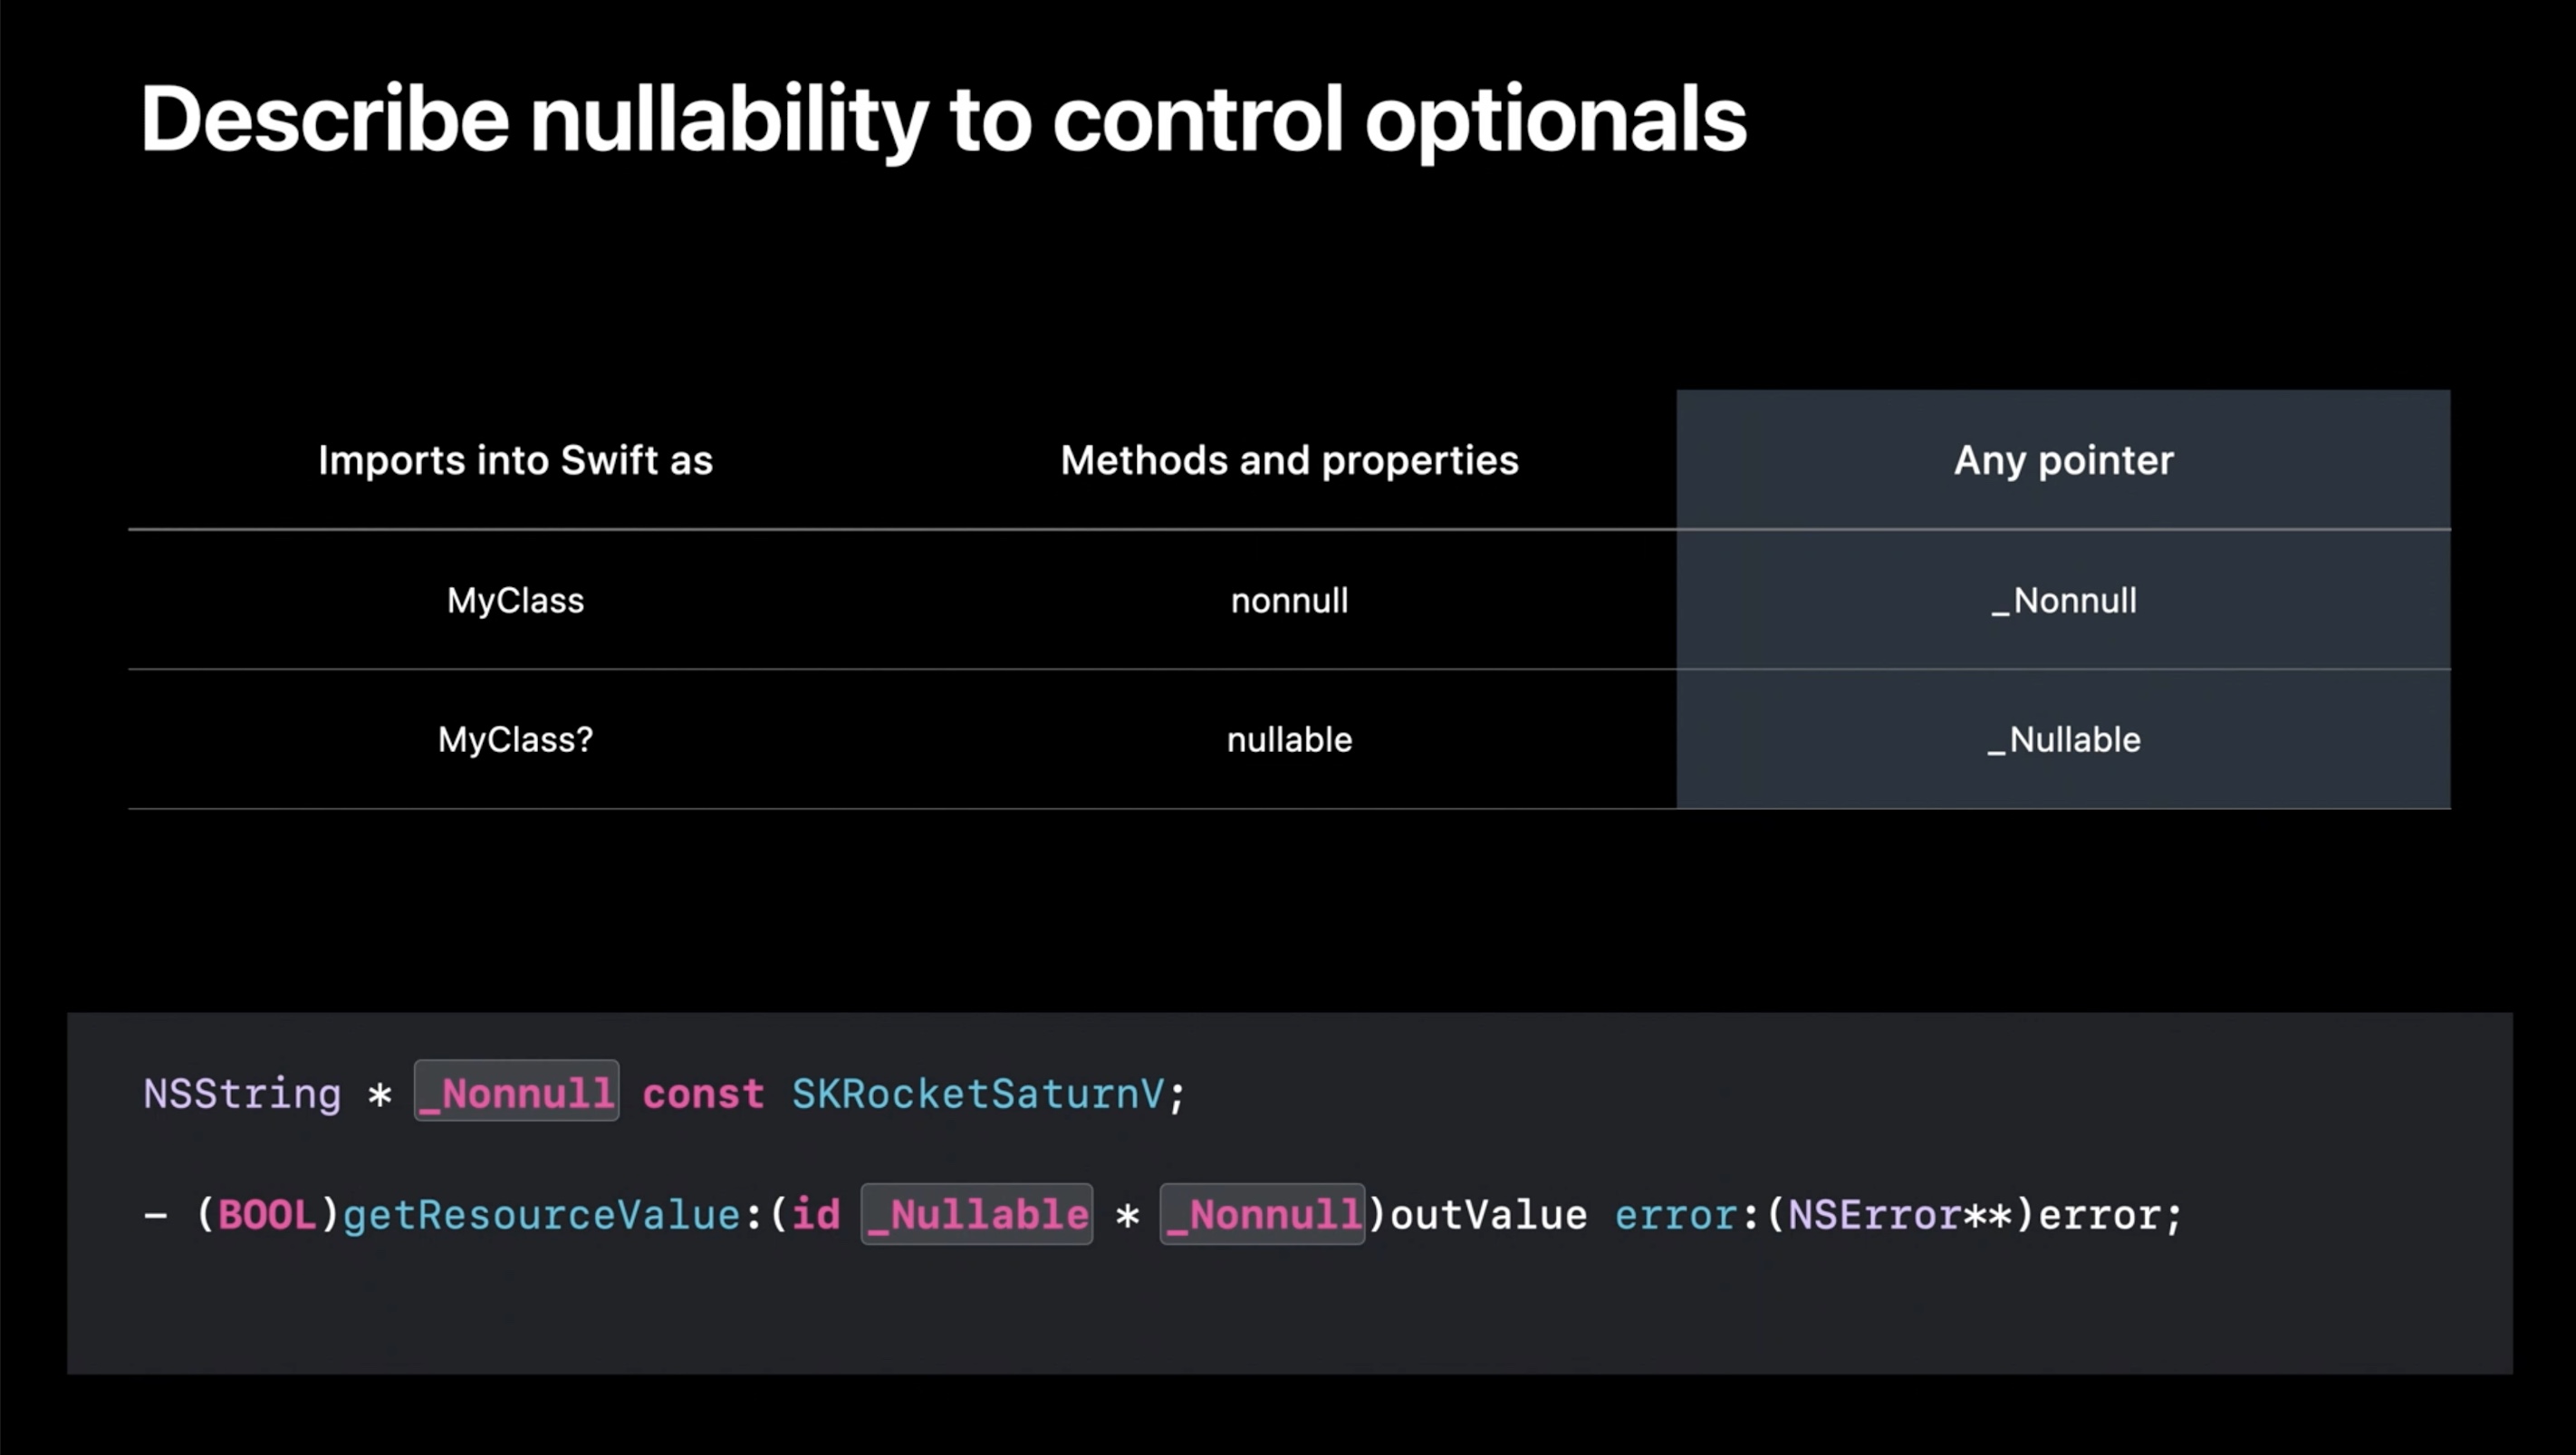 Describe nullability to control optionals
Imports into Swift as Methods and properties Any pointer
MyClass nonnull _Nonnull
MyClass? nullable _Nullable
NSString * _Nonnull const SKRocketSaturnV;
- (BOOL)getResourceValue:(id _Nullable * _Nonnull)outValue error:(NSError**)error;